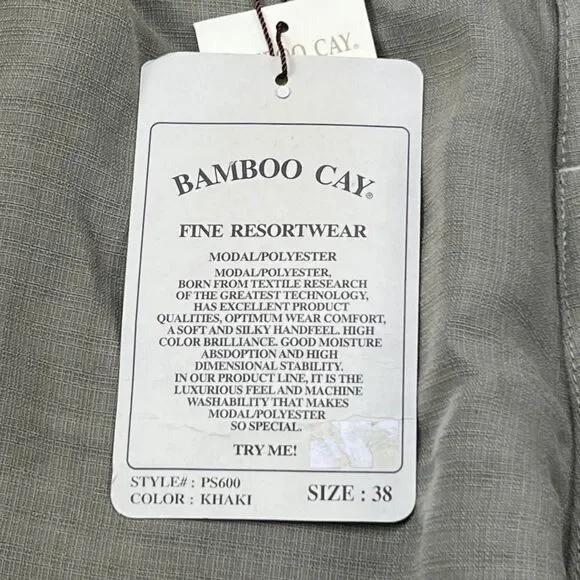 BOO CAY®
BAMBOO CAY®
FINE RESORTWEAR
MODAL/POLYESTER
MODAL/POLYESTER,
BORN FROM TEXTILE RESEARCH
OF THE GREATEST TECHNOLOGY,
HAS EXCELLENT PRODUCT
QUALITIES, OPTIMUM WEAR COMFORT,
A SOFT AND SILKY HANDFEEL. HIGH
COLOR BRILLIANCE. GOOD MOISTURE
ABSDOPTION AND HIGH
DIMENSIONAL STABILITY.
IN OUR PRODUCT LINE, IT IS THE
LUXURIOUS FEEL AND MACHINE
WASHABILITY THAT MAKES
MODAL/POLYESTER
SO SPECIAL.
TRY ME!
STYLE# : PS600
COLOR : KHAKI
SIZE : 38